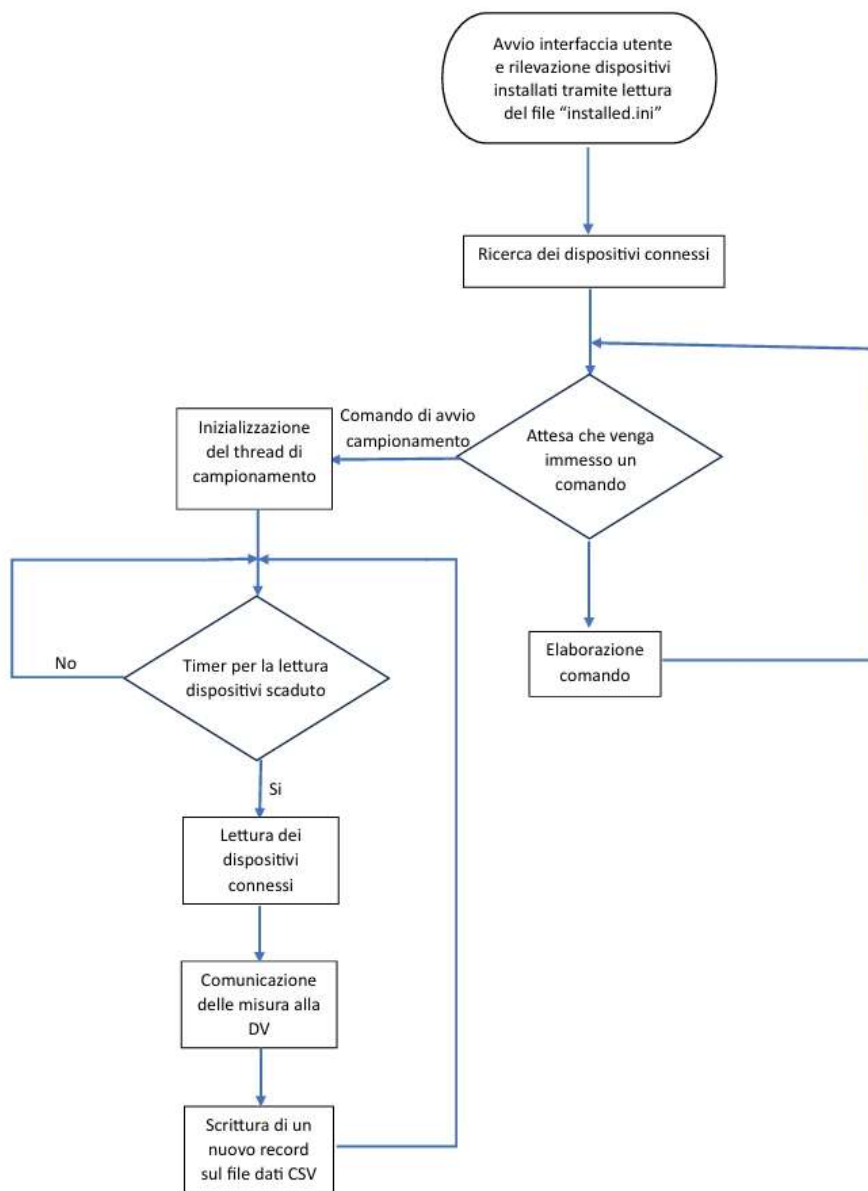 Avvio interfaccia utente
e rilevazione dispositivi
installati tramite lettura
del file “installed.ini”
Ricerca dei dispositivi connessi
Attesa che venga
immesso un
comando
Comando di avvio
campionamento
Inizializzazione
del thread di
campionamento
Elaborazione
comando
Timer per la lettura
dispositivi scaduto
No
Si
Lettura dei
dispositivi
connessi
Comunicazione
delle misura alla
DV
Scrittura di un
nuovo record
sul file dati CSV